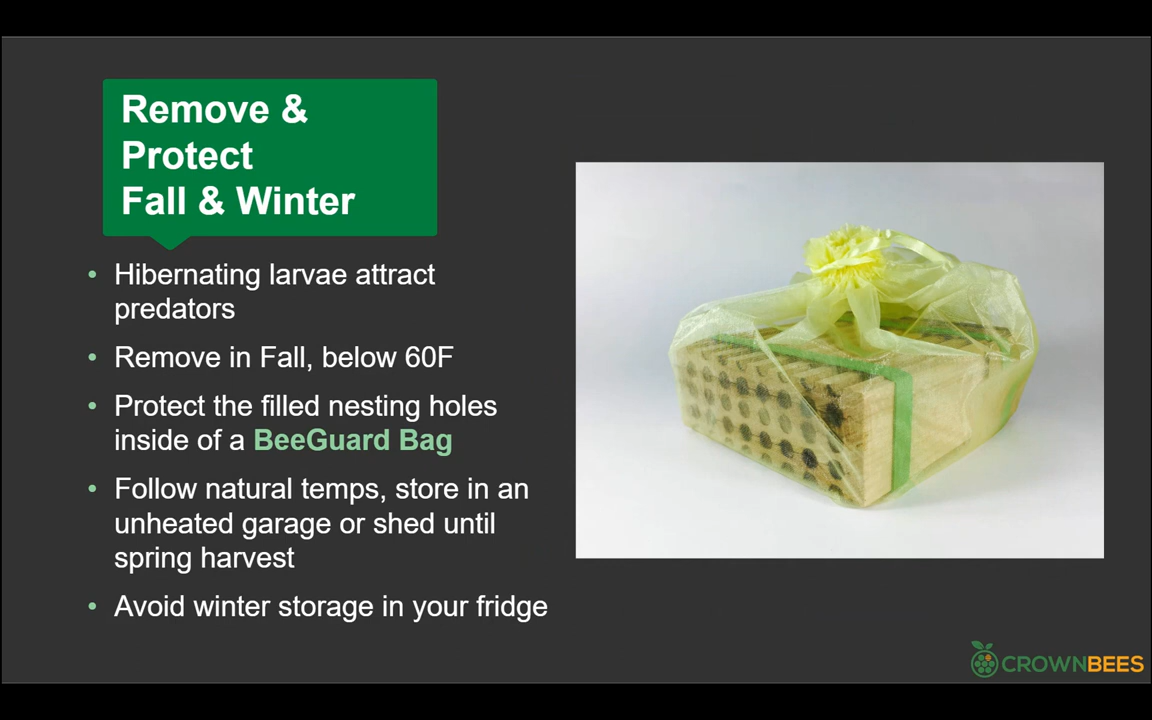 Remove &
Protect
Fall & Winter
• Hibernating larvae attract
predators
• Remove in Fall, below 60F
• Protect the filled nesting holes
inside of a BeeGuard Bag
• Follow natural temps, store in an
unheated garage or shed until
spring harvest
• Avoid winter storage in your fridge
CROWNBEES